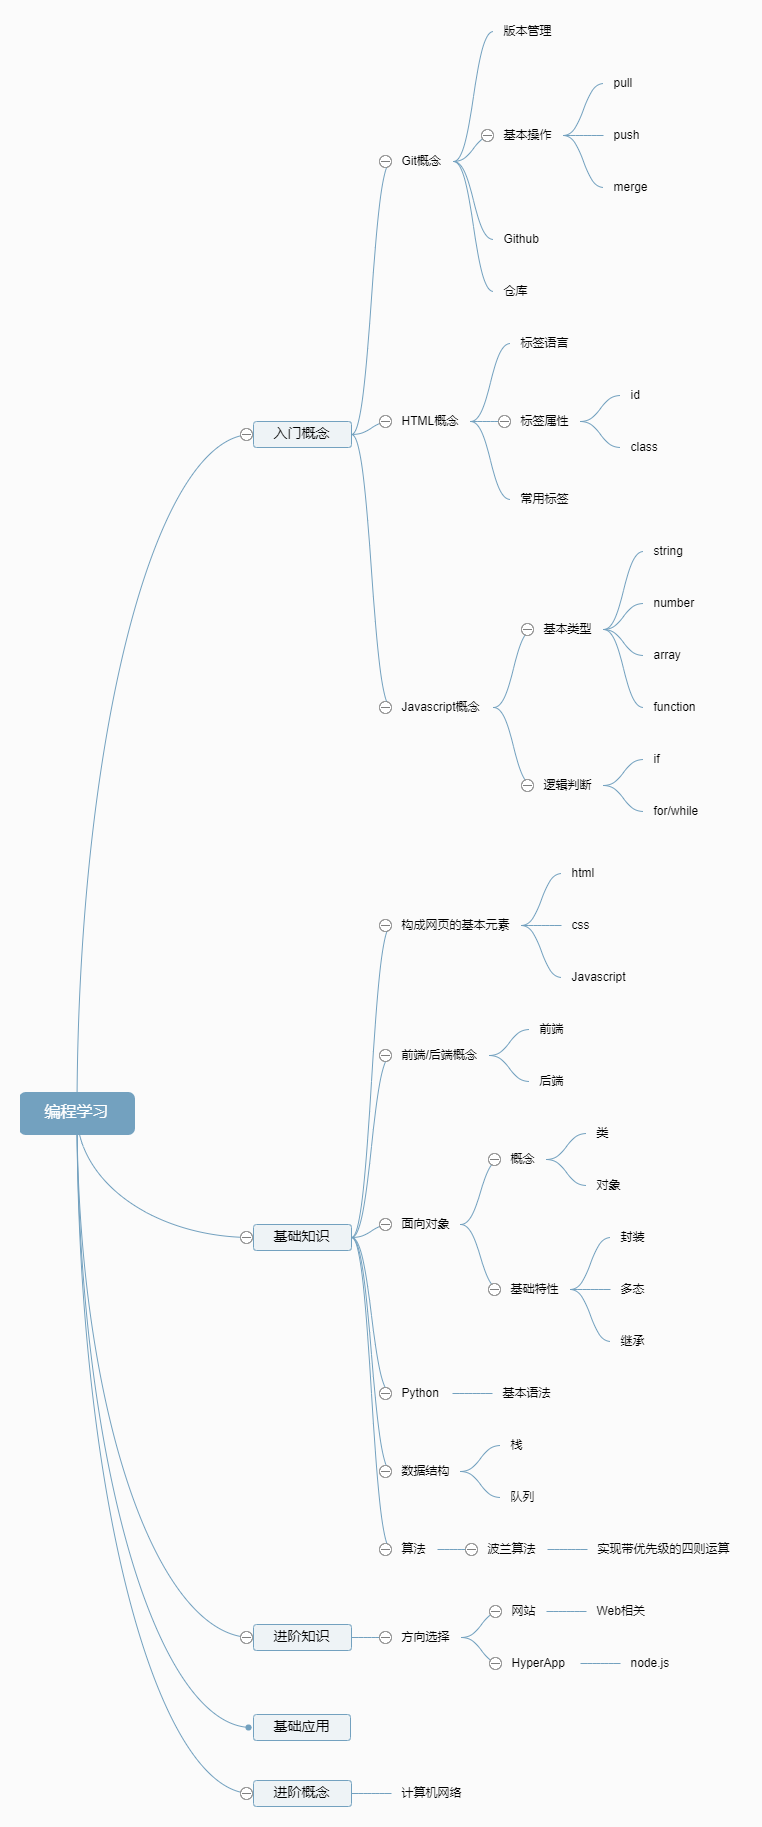 编程学习
入门概念
Git概念
版本管理
基本操作
pull
push
merge
Github
仓库
HTML概念
标签语言
标签属性
id
class
常用标签
Javascript概念
基本类型
string
number
array
function
逻辑判断
if
for/while
基础知识
构成网页的基本元素
html
css
Javascript
前端/后端概念
前端
后端
面向对象
概念
类
对象
基础特性
封装
多态
继承
Python
基本语法
数据结构
栈
队列
算法
波兰算法
实现带优先级的四则运算
进阶知识
方向选择
网站
Web相关
HyperApp
node.js
基础应用
进阶概念
计算机网络